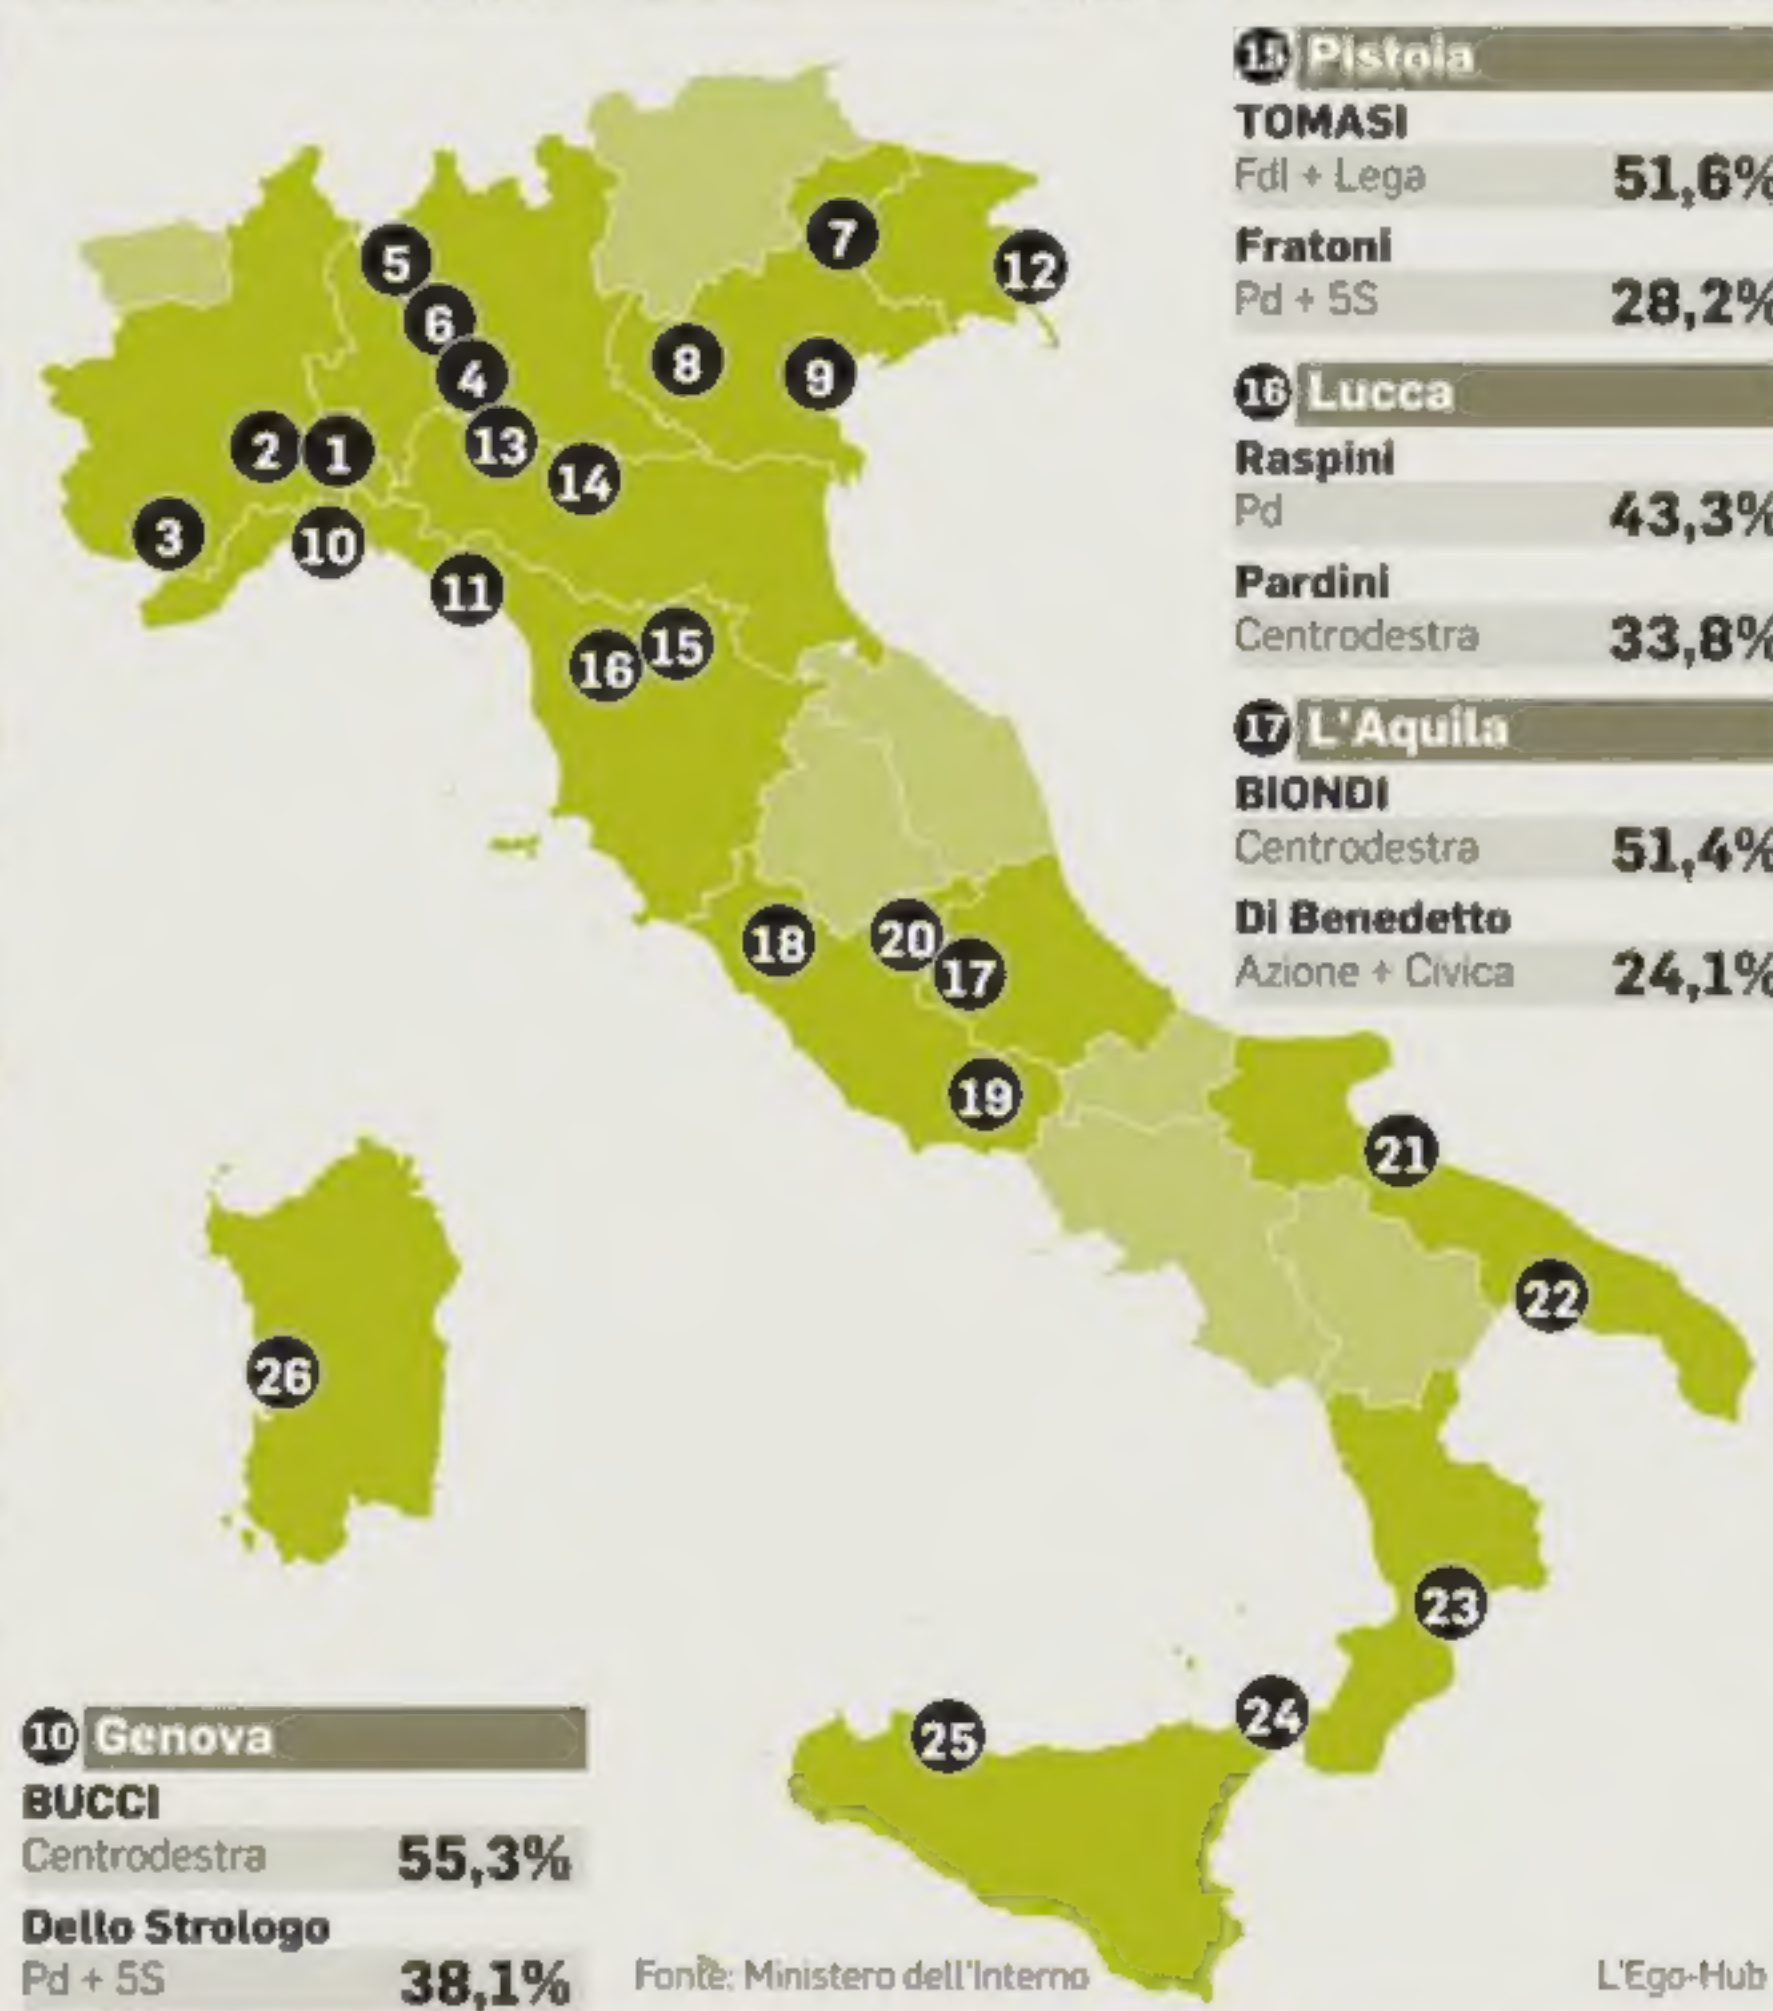 15 Pistoia
TOMASI
FdI + Lega 51,6%
Fratoni
Pd + 5S 28,2%
16 Lucca
Raspini
Pd 43,3%
Pardini
Centrodestra 33,8%
17 L'Aquila
BIONDI
Centrodestra 51,4%
Di Benedetto
Azione + Civica 24,1%
5
7
12
6
4
8
9
2
1
13
14
3
10
11
16
15
18
20
17
19
21
22
26
23
24
25
10 Genova
BUCCI
Centrodestra 55,3%
Dello Strologo
Pd + 5S 38,1%
Fonte: Ministero dell'Interno
L'Ego-Hub